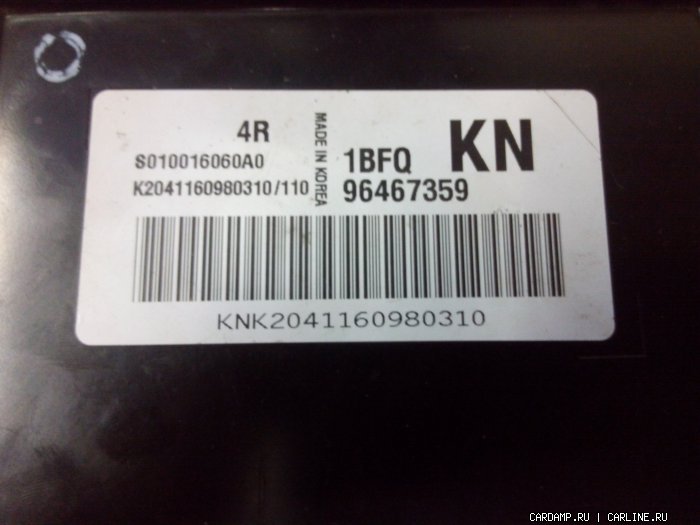 4R
S010016060A0
K2041160980310/110
MADE IN KOREA
1BFQ
KN
96467359
KNK2041160980310
CARDAMP.RU | CARLINE.RU